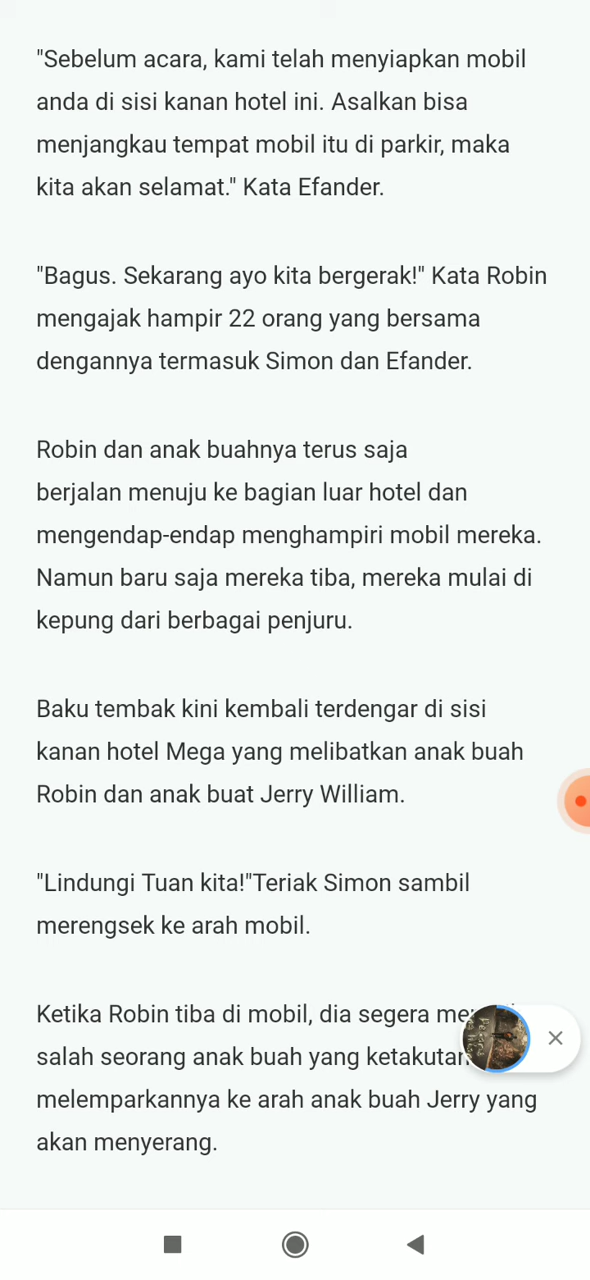 "Sebelum acara, kami telah menyiapkan mobil
anda di sisi kanan hotel ini. Asalkan bisa
menjangkau tempat mobil itu di parkir, maka
kita akan selamat." Kata Efander.
"Bagus. Sekarang ayo kita bergerak!" Kata Robin
mengajak hampir 22 orang yang bersama
dengannya termasuk Simon dan Efander.
Robin dan anak buahnya terus saja
berjalan menuju ke bagian luar hotel dan
mengendap-endap menghampiri mobil mereka.
Namun baru saja mereka tiba, mereka mulai di
kepung dari berbagai penjuru.
Baku tembak kini kembali terdengar di sisi
kanan hotel Mega yang melibatkan anak buah
Robin dan anak buat Jerry William.
"Lindungi Tuan kita!"Teriak Simon sambil
merengsek ke arah mobil.
Ketika Robin tiba di mobil, dia segera
salah seorang anak buah yang ketakutan
melemparkannya ke arah anak buah Jerry yang
akan menyerang.